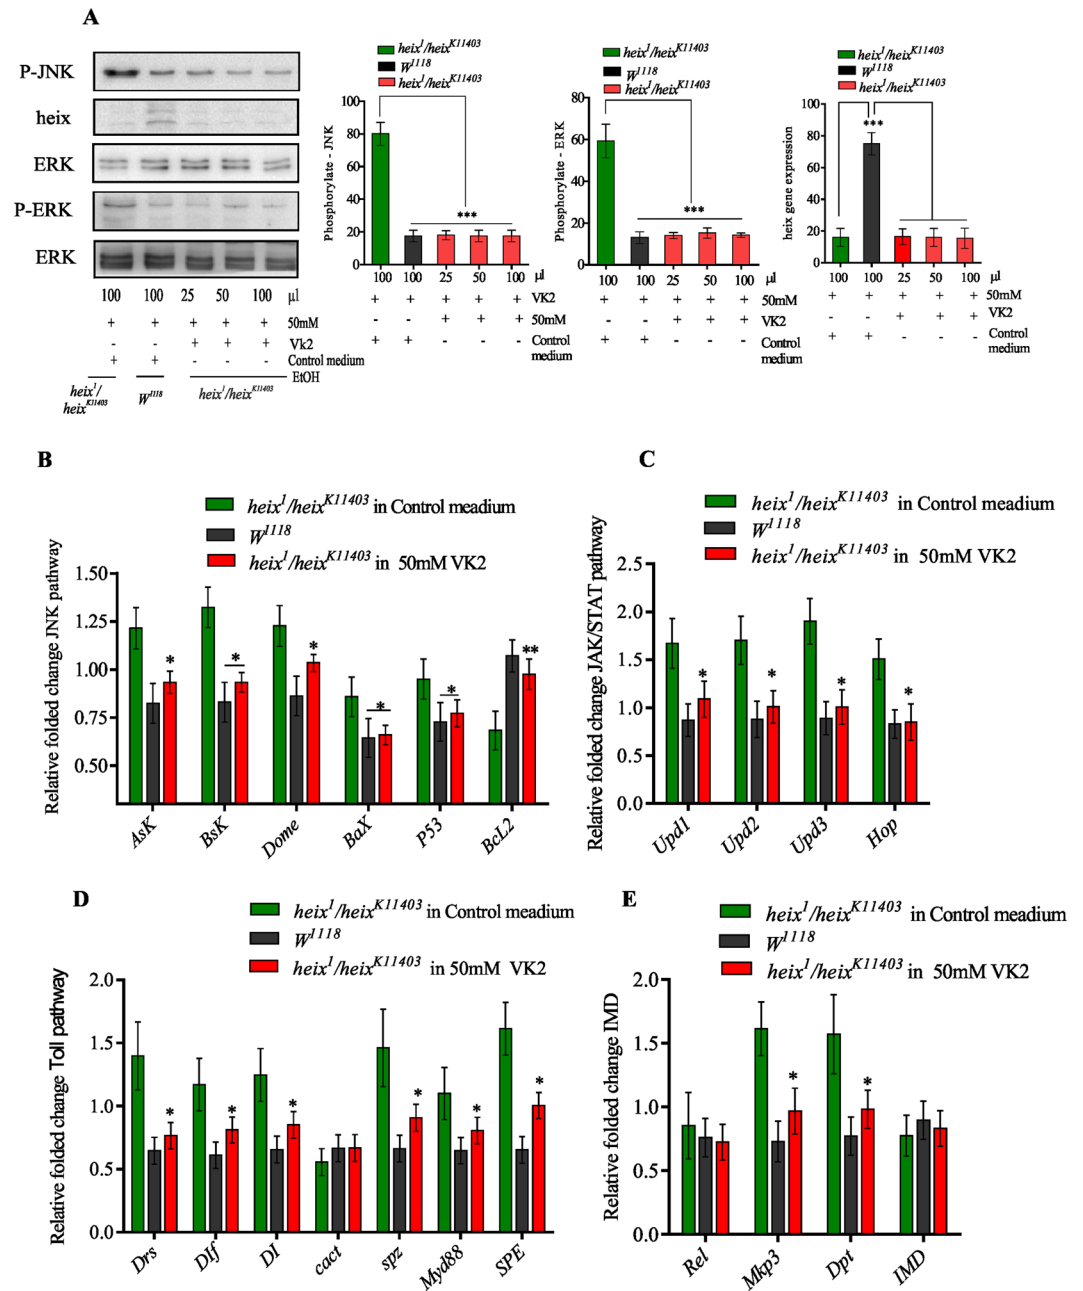 A
P-JNK
heix
ERK
P-ERK
ERK
100 100 25 50 100 µl
+ + + + + 50mM
- - + + + Vk2
+ + - - - Control medium
EtOH
heix¹/
heixᴷ¹¹⁴⁰³
W¹¹¹⁸
heix¹/heixᴷ¹¹⁴⁰³
heix¹/heixᴷ¹¹⁴⁰³
W¹¹¹⁸
heix¹/heixᴷ¹¹⁴⁰³
Phosphorylate - JNK
100
80
60
40
20
0
***
100 100 25 50 100 µl
+ + + + + VK2
- - + + + 50mM
+ + - - - Control
medium
heix¹/heixᴷ¹¹⁴⁰³
W¹¹¹⁸
heix¹/heixᴷ¹¹⁴⁰³
Phosphorylate - ERK
80
60
40
20
0
***
100 100 25 50 100 µl
+ + + + + 50mM
- - + + + VK2
+ + - - - Control
medium
heix¹/heixᴷ¹¹⁴⁰³
W¹¹¹⁸
heix¹/heixᴷ¹¹⁴⁰³
heix gene expression
100
80
60
40
20
0
***
100 100 25 50 100 µl
+ + + + + 50mM
- - + + + VK2
+ + - - - Control
medium
B
heix¹/heixᴷ¹¹⁴⁰³ in Control meadium
W¹¹¹⁸
heix¹/heixᴷ¹¹⁴⁰³ in 50mM VK2
Relative folded change JNK pathway
1.50
1.25
1.00
0.75
0.50
* * * * * **
AsK BsK Dome BaX P53 BcL2
C
heix¹/heixᴷ¹¹⁴⁰³ in Control meadium
W¹¹¹⁸
heix¹/heixᴷ¹¹⁴⁰³ in 50mM VK2
Relative folded change JAK/STAT pathway
2.5
2.0
1.5
1.0
0.5
0.0
* * * *
Upd1 Upd2 Upd3 Hop
D
heix¹/heixᴷ¹¹⁴⁰³ in Control meadium
W¹¹¹⁸
heix¹/heixᴷ¹¹⁴⁰³ in 50mM VK2
Relative folded change Toll pathway
2.0
1.5
1.0
0.5
0.0
* * * * * *
Drs DIf DI cact spz Myd88 SPE
E
heix¹/heixᴷ¹¹⁴⁰³ in Control meadium
W¹¹¹⁸
heix¹/heixᴷ¹¹⁴⁰³ in 50mM VK2
Relative folded change IMD
2.0
1.5
1.0
0.5
0.0
* *
Rel Mkp3 Dpt IMD